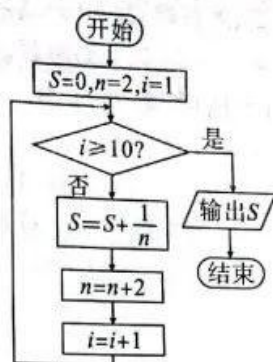 开始
S=0,n=2,i=1
i≥10?
是
否
S=S+1/n
输出S
n=n+2
结束
i=i+1